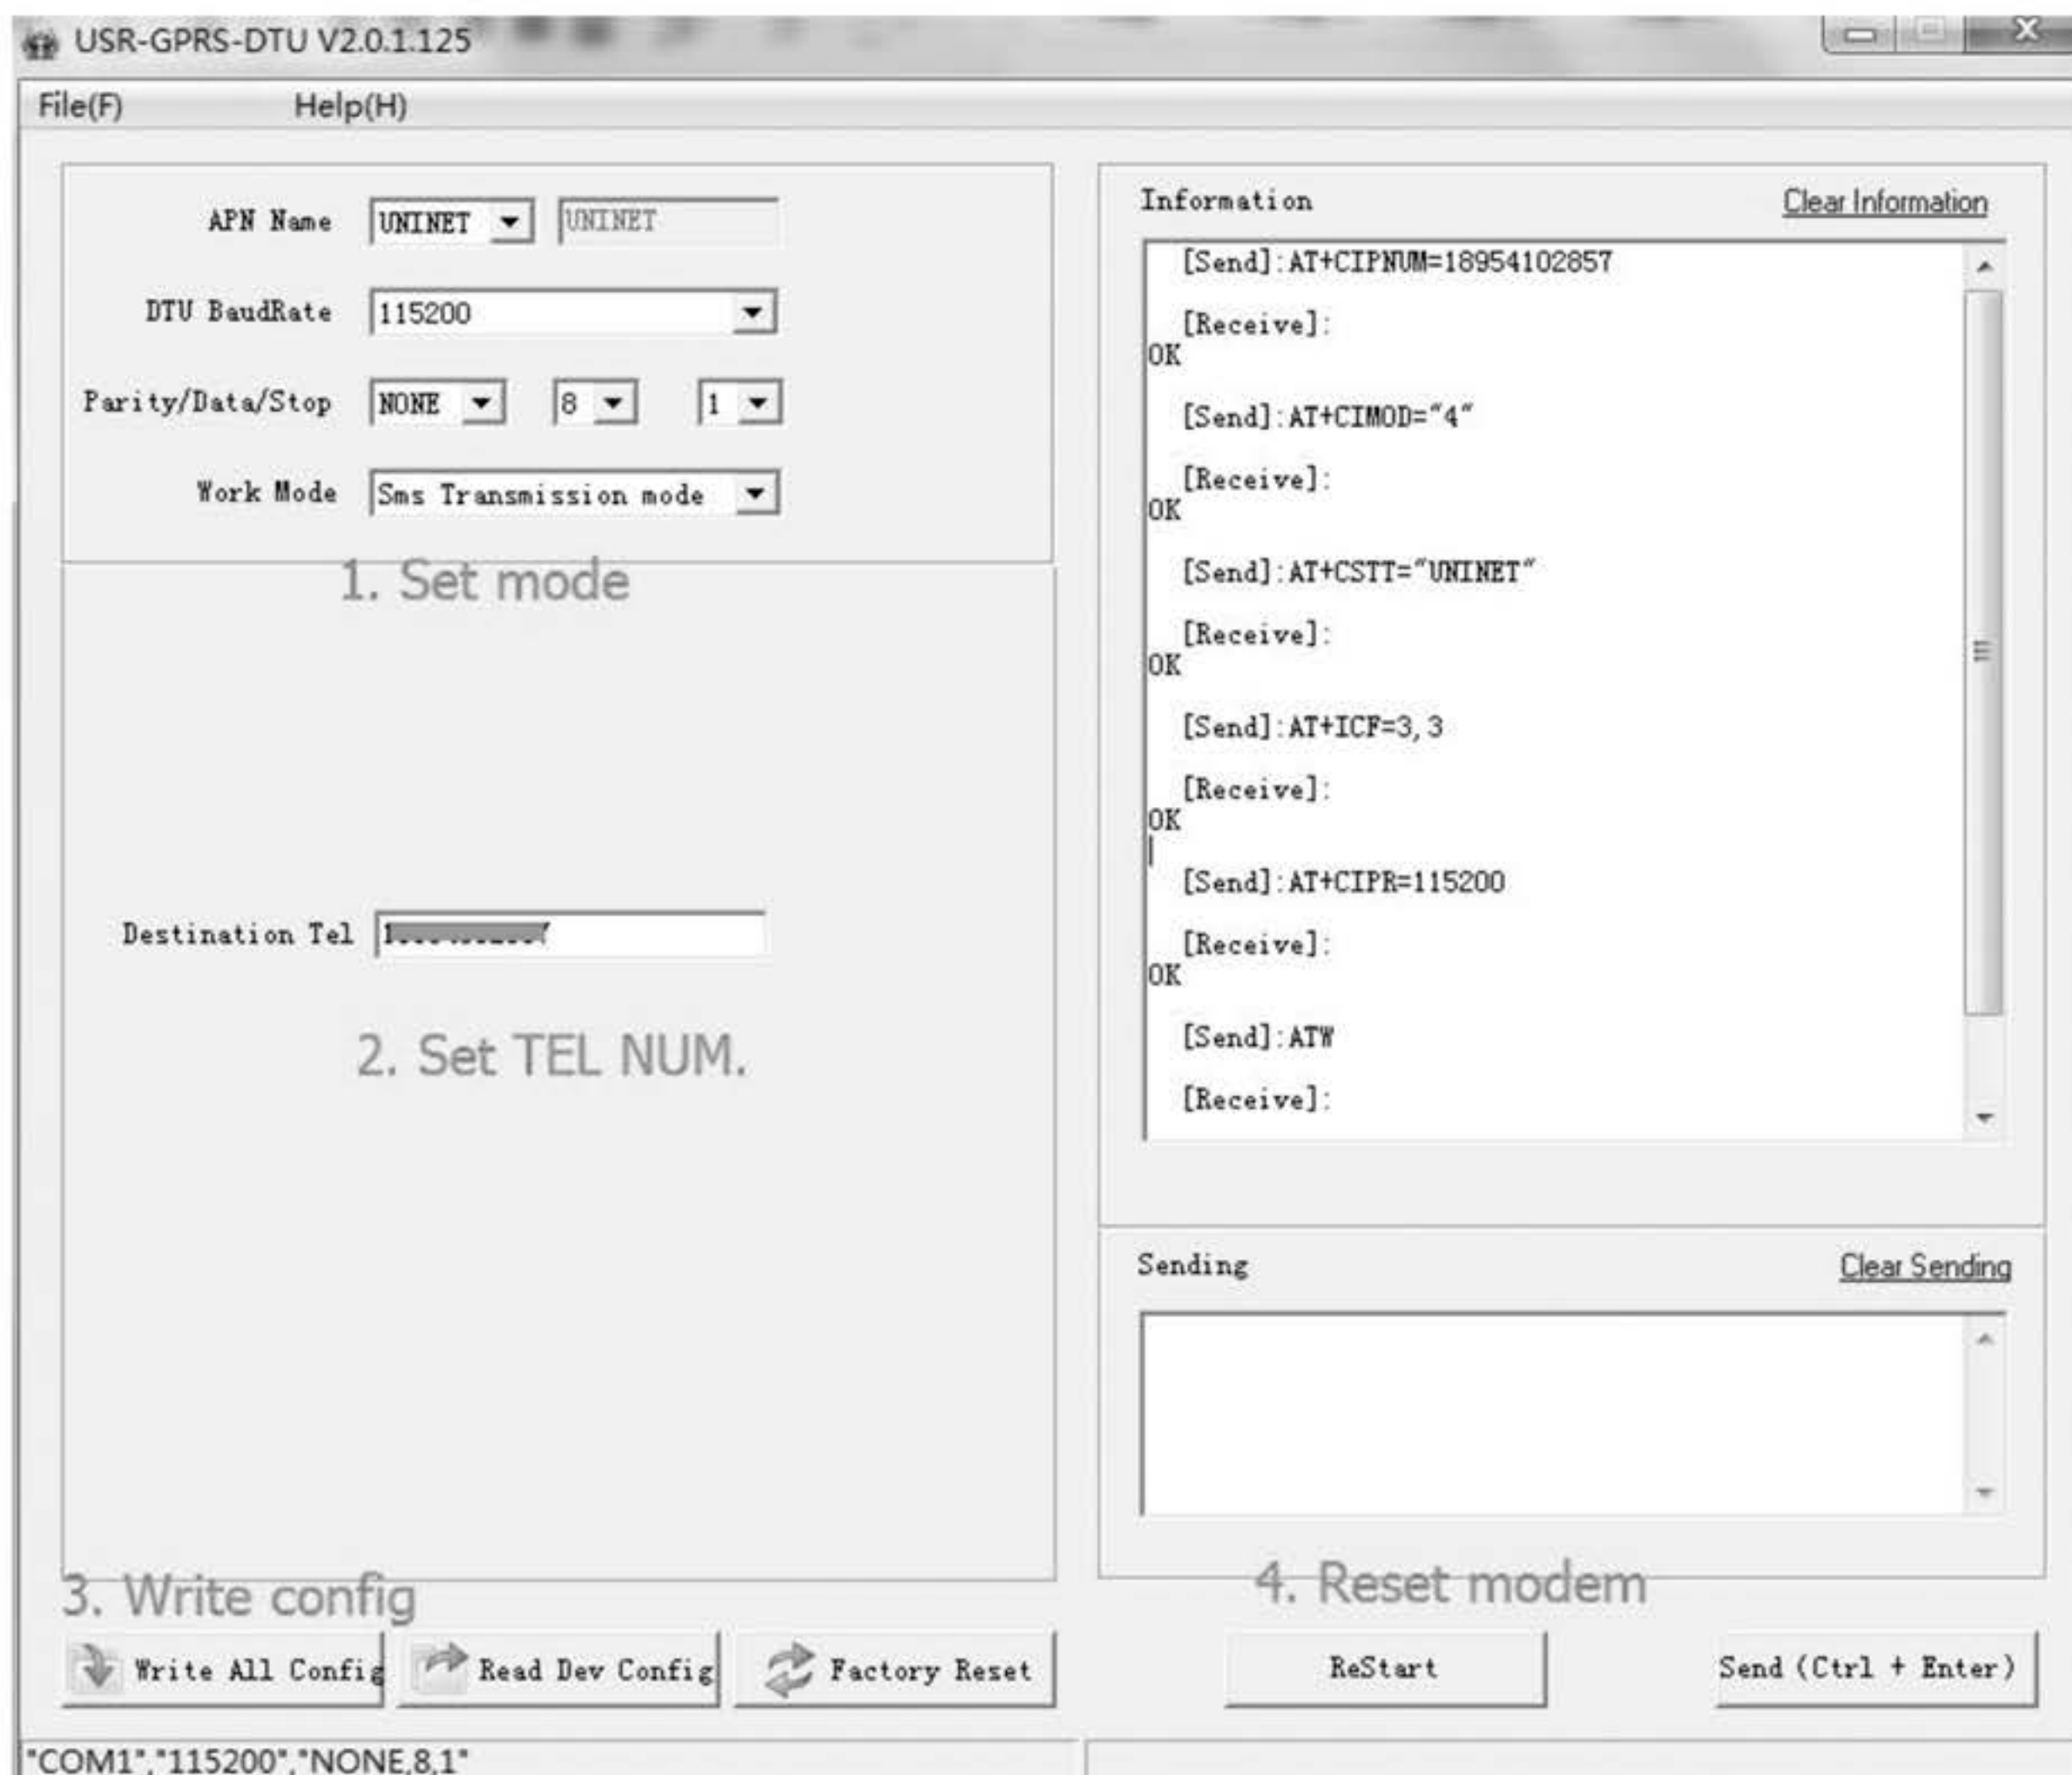 USR-GPRS-DTU V2.0.1.125
File(F) Help(H)
APN Name UNINET UNINET
DTU BaudRate 115200
Parity/Data/Stop NONE 8 1
Work Mode Sms Transmission mode
1. Set mode
Destination Tel
2. Set TEL NUM.
3. Write config
Write All Config Read Dev Config Factory Reset
Information Clear Information
[Send]:AT+CIPNUM=18954102857
[Receive]:
OK
[Send]:AT+CIMOD="4"
[Receive]:
OK
[Send]:AT+CSTT="UNINET"
[Receive]:
OK
[Send]:AT+ICF=3,3
[Receive]:
OK
[Send]:AT+CIPR=115200
[Receive]:
OK
[Send]:ATW
[Receive]:
Sending Clear Sending
4. Reset modem
ReStart Send (Ctrl + Enter)
"COM1","115200","NONE,8,1"